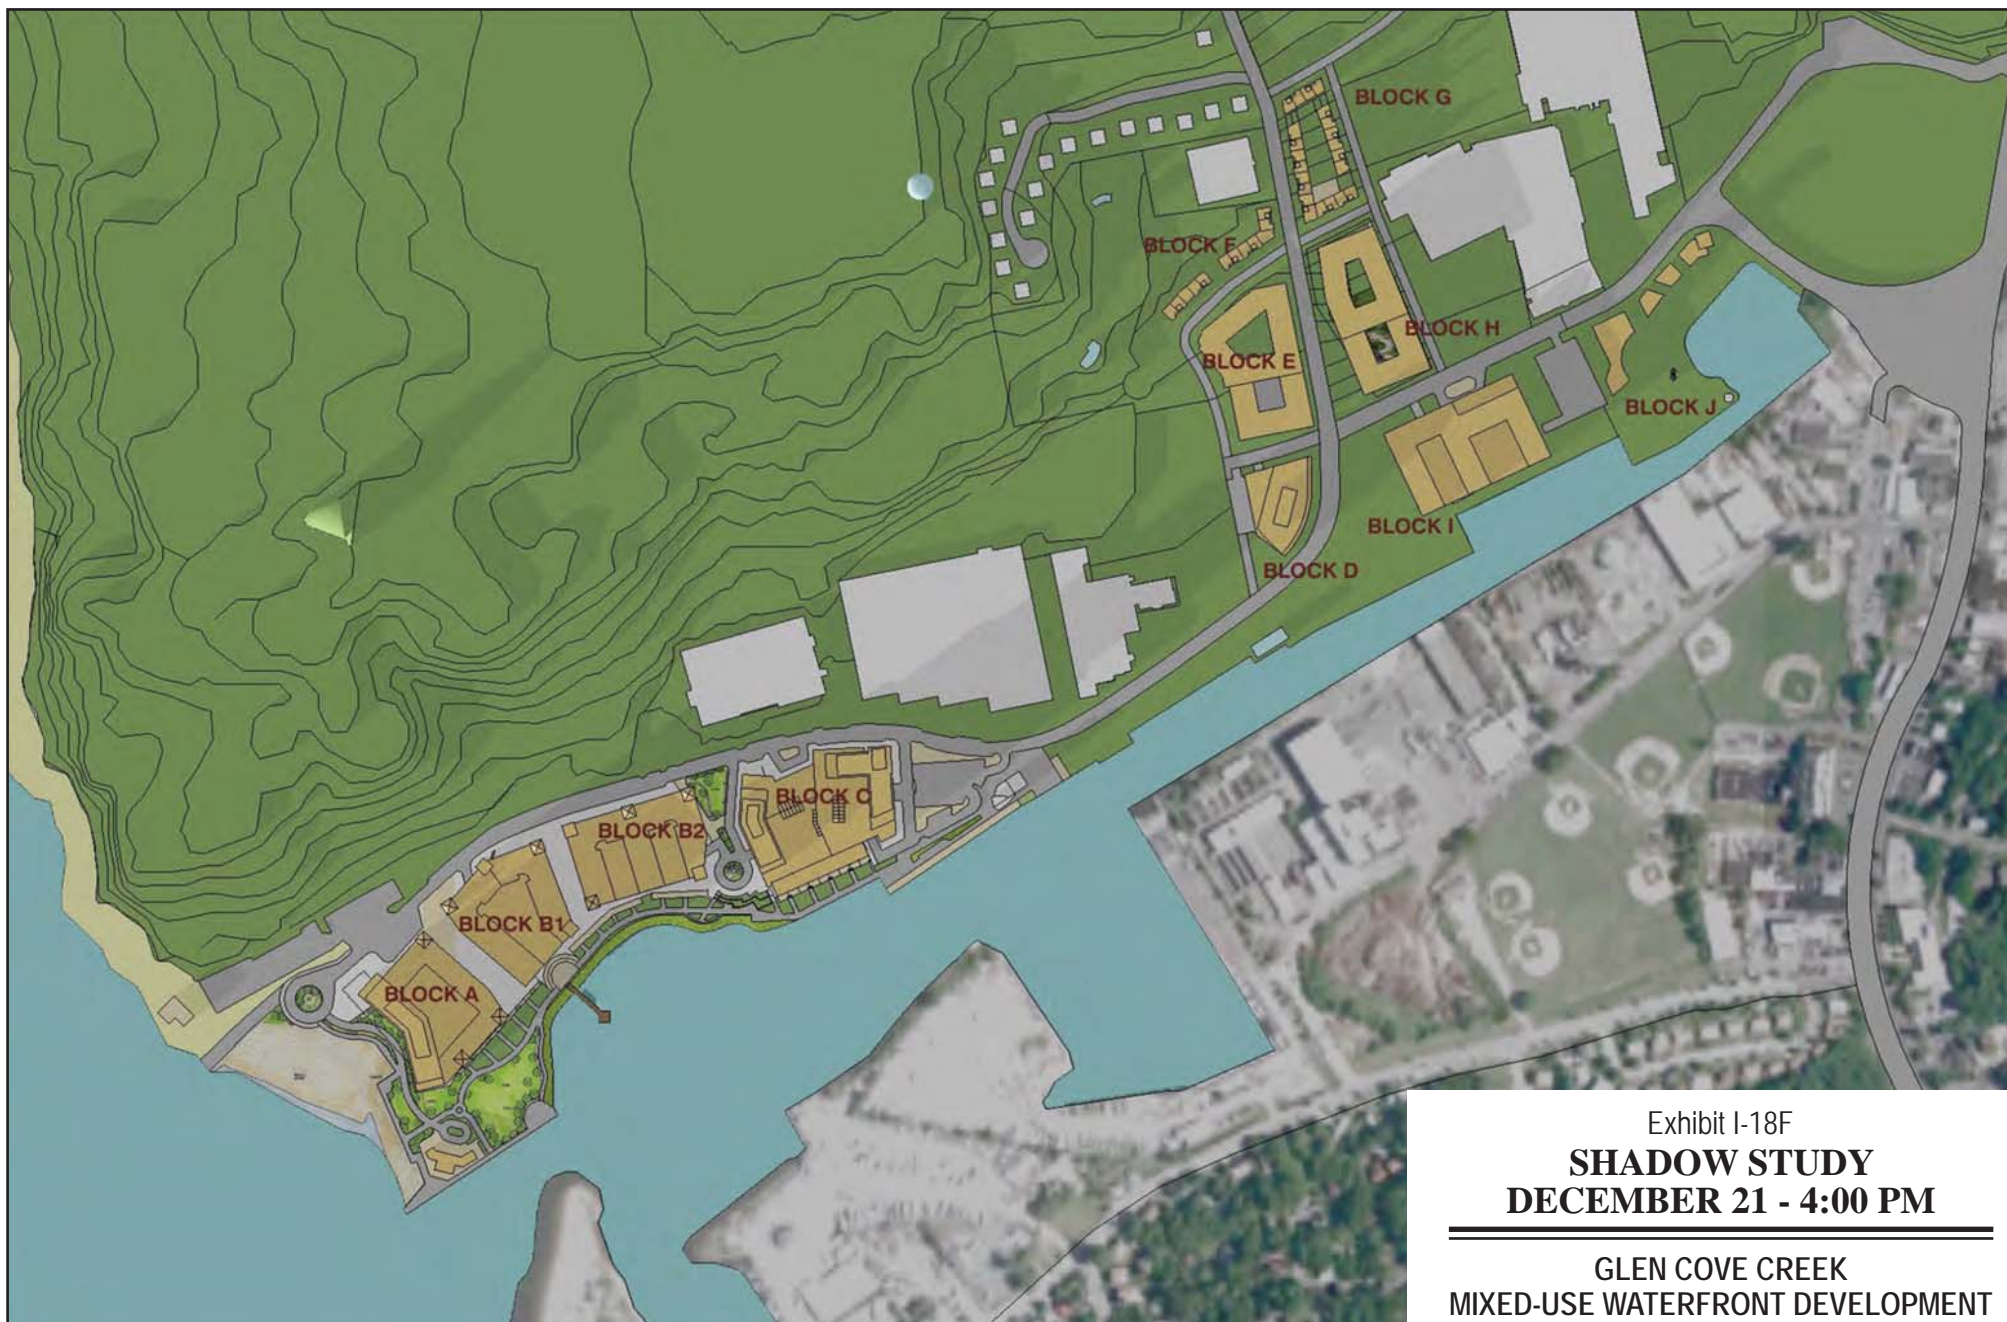 BLOCK G
BLOCK F
BLOCK H
BLOCK E
BLOCK J
BLOCK I
BLOCK D
BLOCK C
BLOCK B2
BLOCK B1
BLOCK A
Exhibit I-18F
SHADOW STUDY
DECEMBER 21 - 4:00 PM
GLEN COVE CREEK
MIXED-USE WATERFRONT DEVELOPMENT